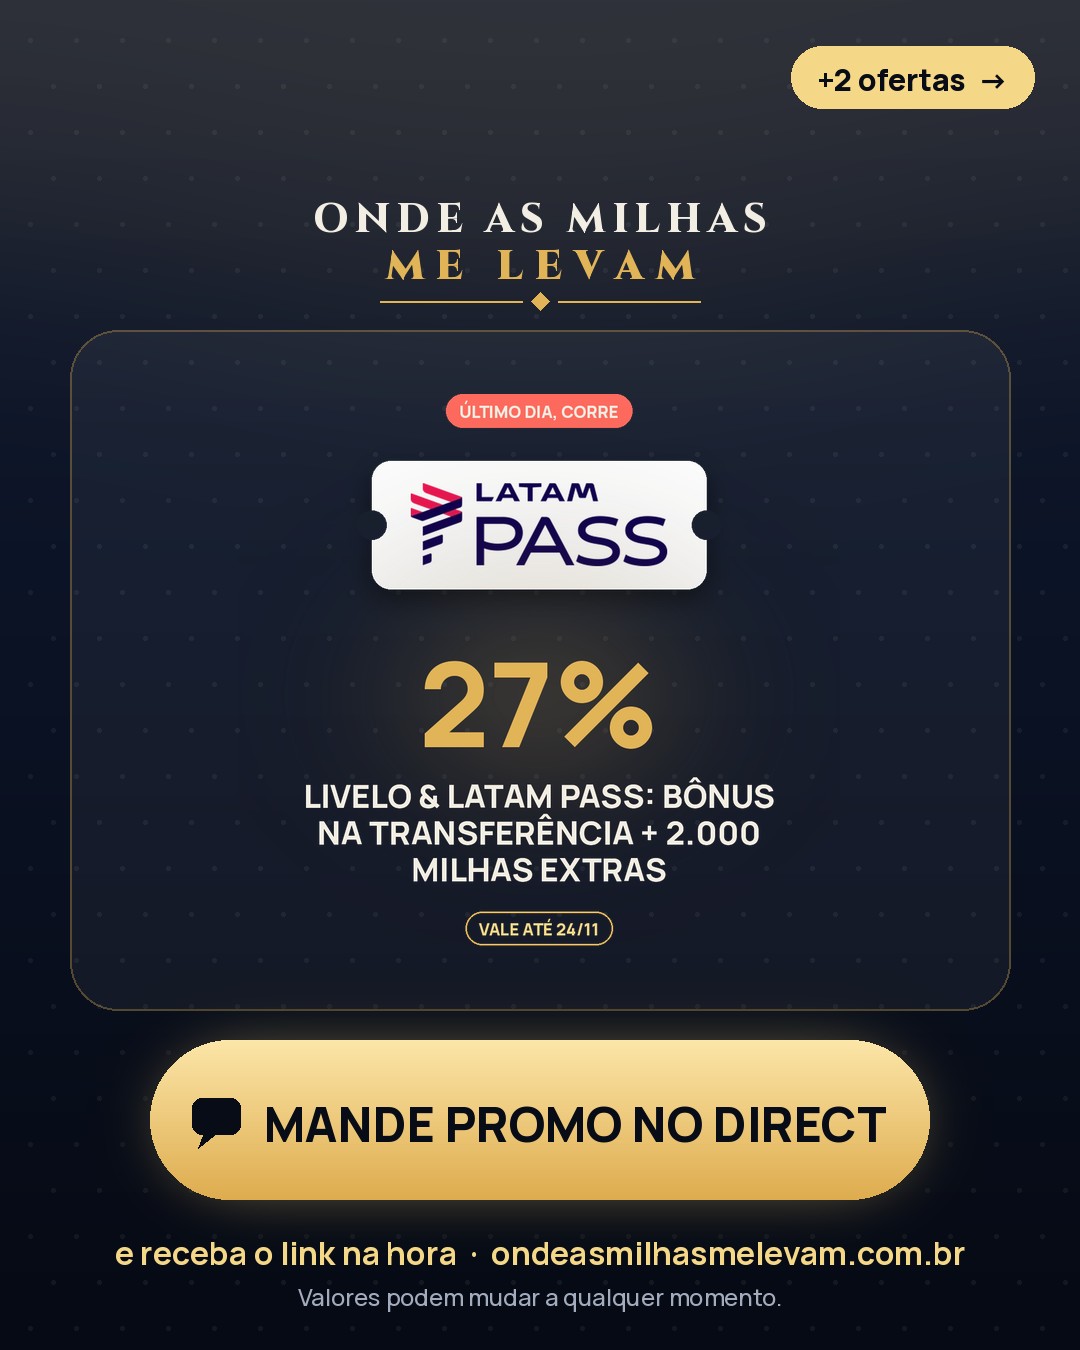 +2 ofertas →
ONDE AS MILHAS
ME LEVAM
ÚLTIMO DIA, CORRE
LATAM
PASS
27%
LIVELO & LATAM PASS: BÔNUS
NA TRANSFERÊNCIA + 2.000
MILHAS EXTRAS
VALE ATÉ 24/11
MANDE PROMO NO DIRECT
e receba o link na hora · ondeasmilhasmelevam.com.br
Valores podem mudar a qualquer momento.